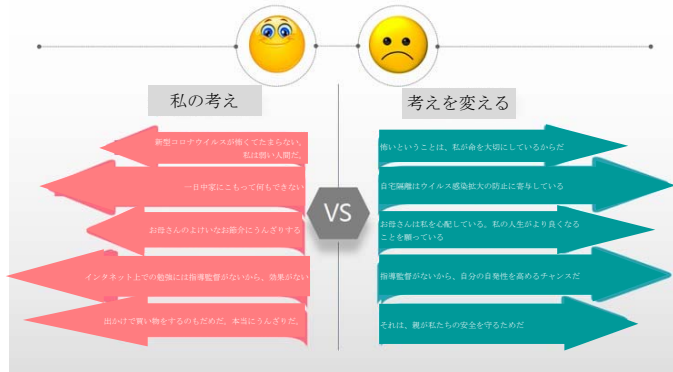 私の考え
考えを変える
新型コロナウイルスが怖くてたまらない。
私は弱い人間だ。
怖いということは、私が命を大切にしているからだ
一日中家にこもって何もできない
自宅隔離はウイルス感染拡大の防止に寄与している
VS
お母さんのよけいなお節介にうんざりする
お母さんは私を心配している、私の人生がより良くなる
ことを願っている
インタネット上での勉強には指導監督がないから、効果がない
指導監督がないから、自分の自発性を高めるチャンスだ
出かけて買い物をするのもだめだ、本当にうんざりだ。
それは、親が私たちの安全を守るためだ